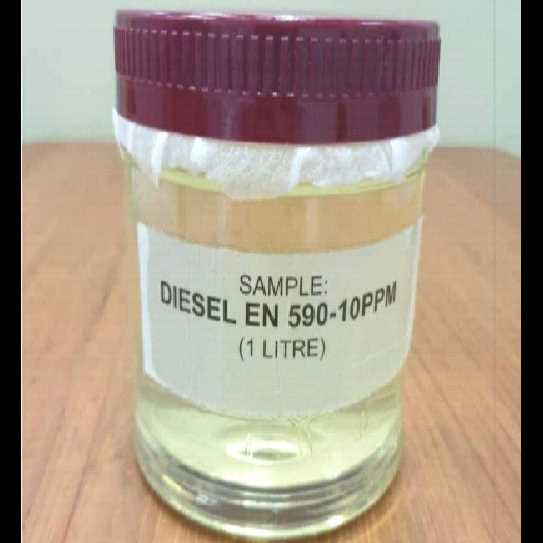 SAMPLE:
DIESEL EN 590-10PPM
(1 LITRE)